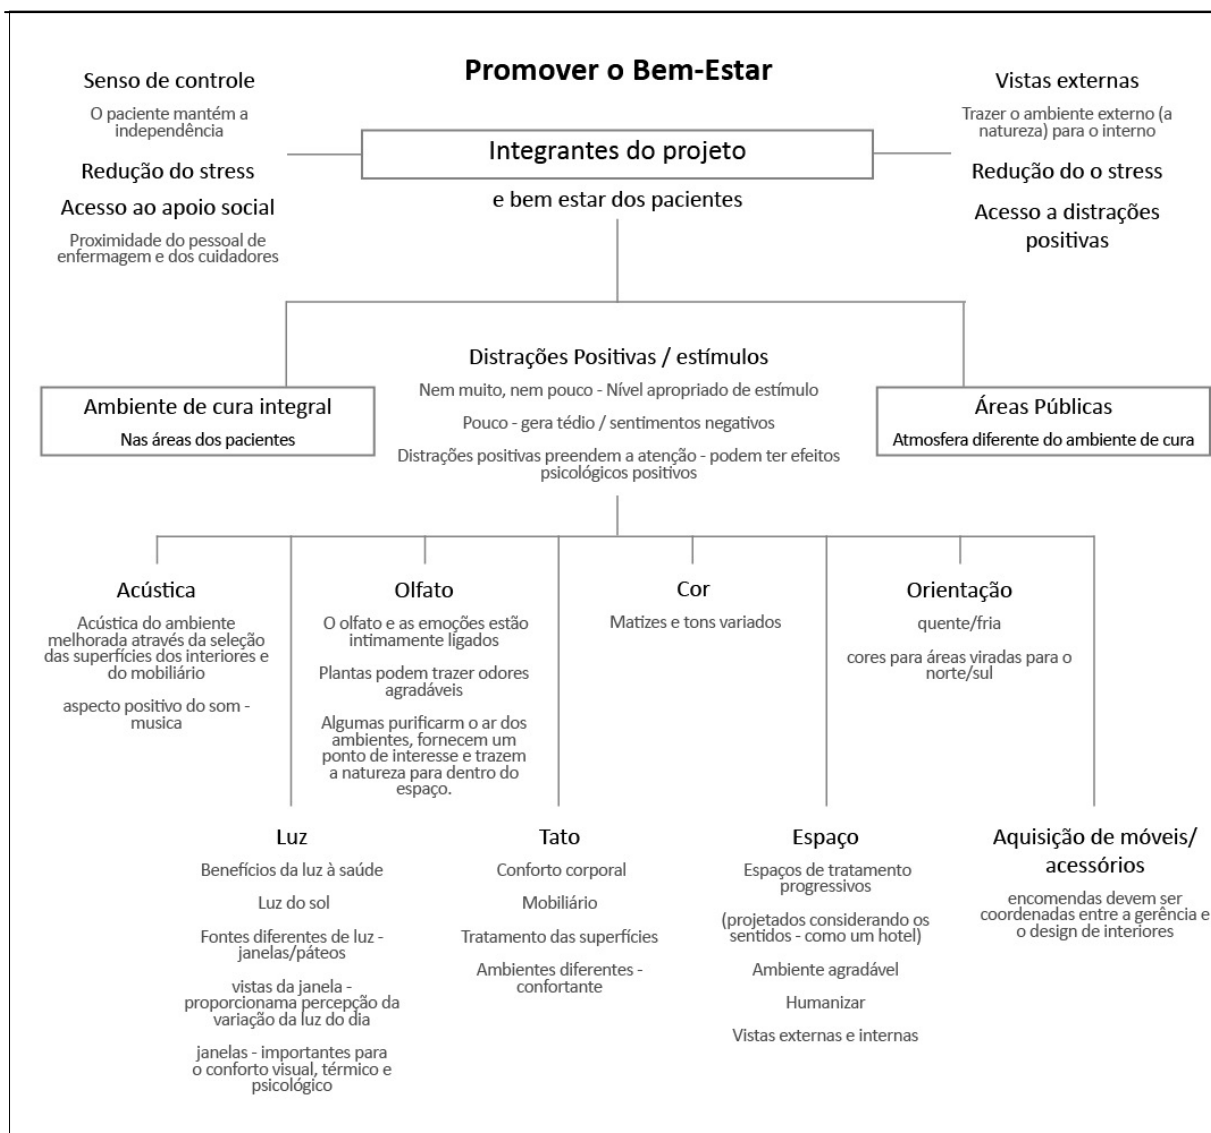 Promover o Bem-Estar
Senso de controle
O paciente mantém a
independência
Redução do stress
Acesso ao apoio social
Proximidade do pessoal de
enfermagem e dos cuidadores
Integrantes do projeto
e bem estar dos pacientes
Vistas externas
Trazer o ambiente externo (a
natureza) para o interno
Redução do o stress
Acesso a distrações
positivas
Ambiente de cura integral
Nas áreas dos pacientes
Distrações Positivas / estímulos
Nem muito, nem pouco - Nível apropriado de estímulo
Pouco - gera tédio / sentimentos negativos
Distrações positivas preendem a atenção - podem ter efeitos
psicológicos positivos
Áreas Públicas
Atmosfera diferente do ambiente de cura
Acústica
Acústica do ambiente
melhorada através da seleção
das superfícies dos interiores e
do mobiliário
aspecto positivo do som -
musica
Olfato
O olfato e as emoções estão
intimamente ligados
Plantas podem trazer odores
agradáveis
Algumas purificarm o ar dos
ambientes, fornecem um
ponto de interesse e trazem
a natureza para dentro do
espaço.
Cor
Matizes e tons variados
Orientação
quente/fria
cores para áreas viradas para o
norte/sul
Luz
Benefícios da luz à saúde
Luz do sol
Fontes diferentes de luz -
janelas/páteos
vistas da janela -
proporcionama percepção da
variação da luz do dia
janelas - importantes para
o conforto visual, térmico e
psicológico
Tato
Conforto corporal
Mobiliário
Tratamento das superfícies
Ambientes diferentes -
confortante
Espaço
Espaços de tratamento
progressivos
(projetados considerando os
sentidos - como um hotel)
Ambiente agradável
Humanizar
Vistas externas e internas
Aquisição de móveis/
acessórios
encomendas devem ser
coordenadas entre a gerência e
o design de interiores